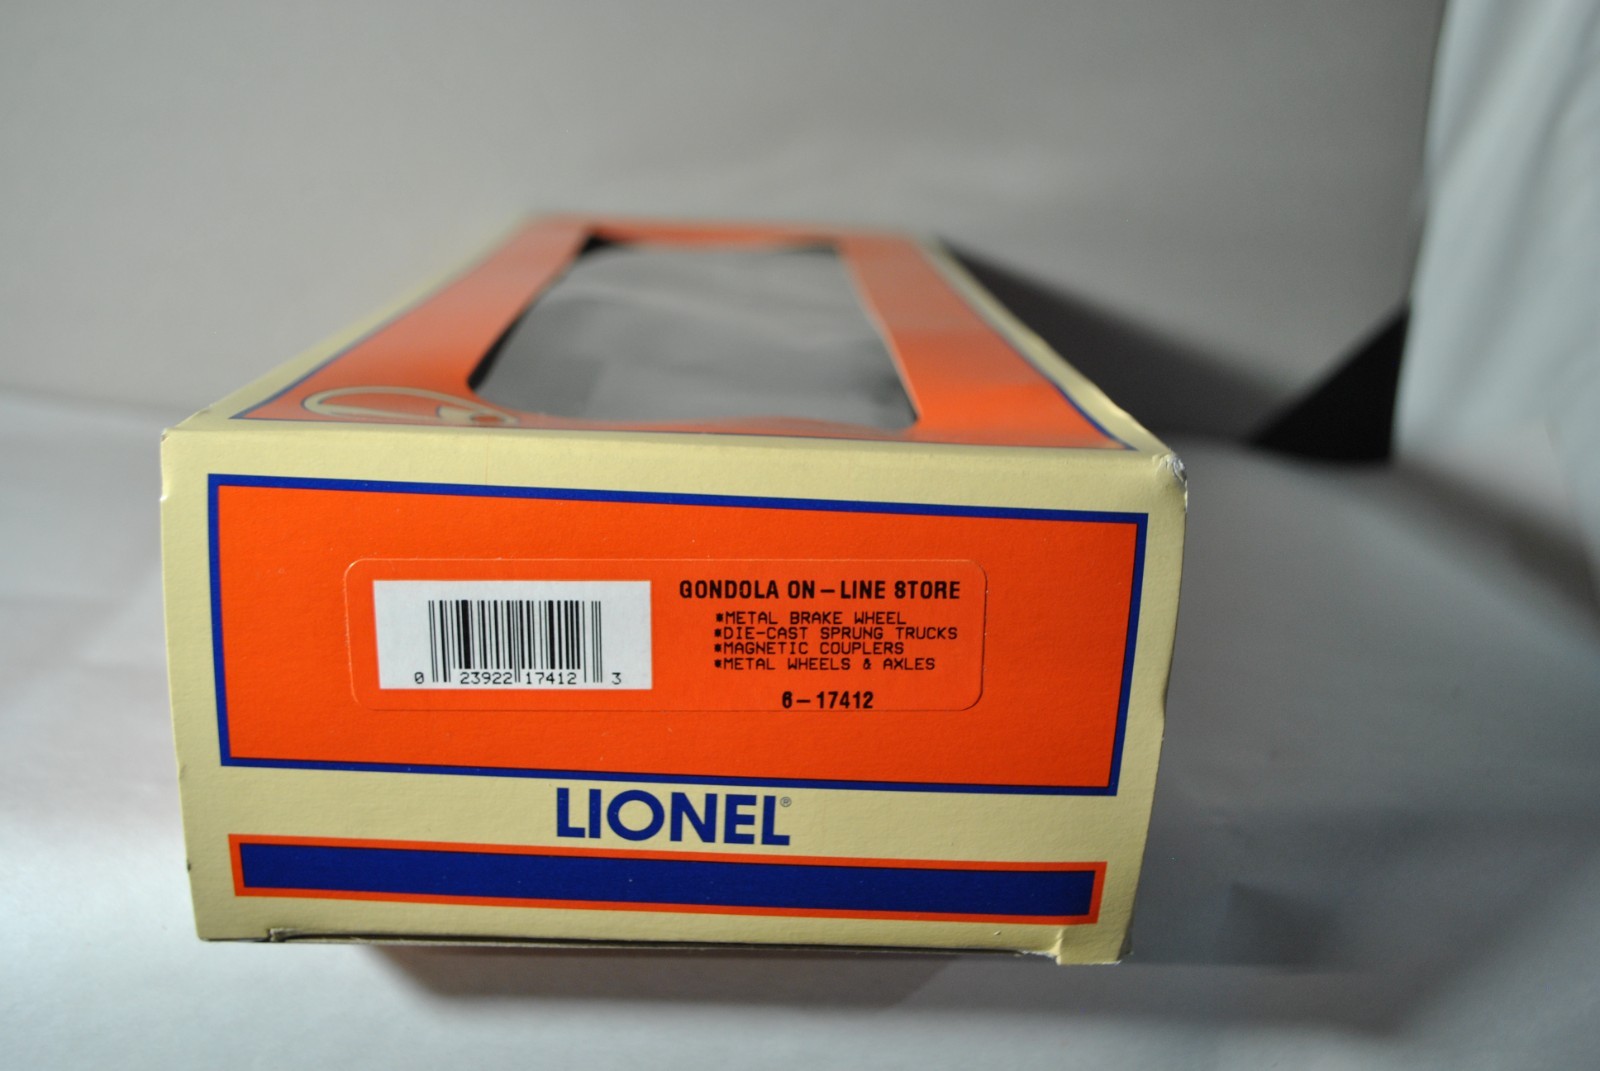 GONDOLA ON-LINE STORE
METAL BRAKE WHEEL
DIE-CAST SPRUNG TRUCKS
MAGNETIC COUPLERS
METAL WHEELS & AXLES
6-17412
0 23922 17412 3
LIONEL®